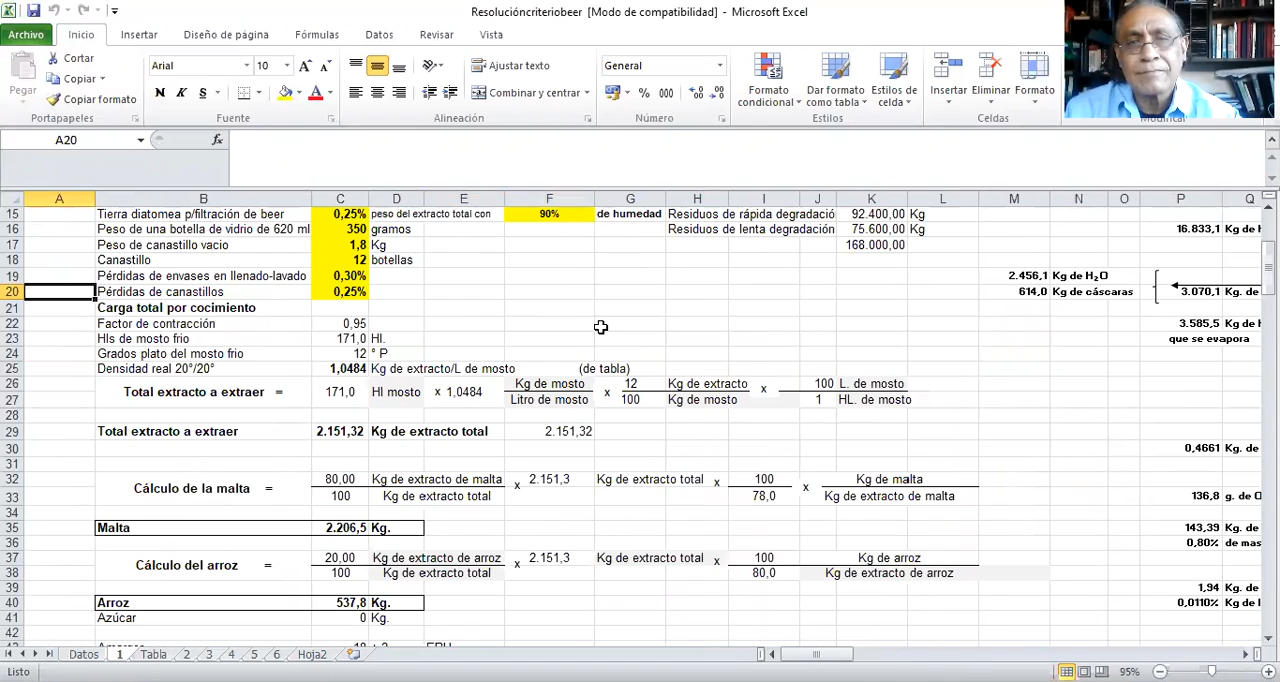 Resolucióncriteriobeer [Modo de compatibilidad] - Microsoft Excel
Archivo Inicio Insertar Diseño de página Fórmulas Datos Revisar Vista
Pegar
Cortar
Copiar
Copiar formato
Portapapeles
Arial 10
N K S
Fuente
Ajustar texto
Combinar y centrar
Alineación
General
% 000
Número
Formato condicional
Dar formato como tabla
Estilos de celda
Estilos
Insertar Eliminar Formato
Celdas
Modificar
A20 fx
A B C D E F G H I J K L M N O P Q
15 Tierra diatomea p/filtración de beer 0,25% peso del extracto total con 90% de humedad Residuos de rápida degradació 92.400,00 Kg
16 Peso de una botella de vidrio de 620 ml 350 gramos Residuos de lenta degradación 75.600,00 Kg 16.833,1 Kg de
17 Peso de canastillo vacio 1,8 Kg 168.000,00
18 Canastillo 12 botellas
19 Pérdidas de envases en llenado-lavado 0,30% 2.456,1 Kg de H₂O
20 Pérdidas de canastillos 0,25% 614,0 Kg de cáscaras 3.070,1 Kg. de
21 Carga total por cocimiento
22 Factor de contracción 0,95 3.585,5 Kg de
23 Hls de mosto frio 171,0 Hl. que se evapora
24 Grados plato del mosto frio 12 ° P
25 Densidad real 20°/20° 1,0484 Kg de extracto/L de mosto (de tabla)
26 Total extracto a extraer = 171,0 Hl mosto x 1,0484 Kg de mosto x 12 Kg de extracto x 100 L. de mosto
27 Litro de mosto 100 Kg de mosto 1 HL. de mosto
28
29 Total extracto a extraer 2.151,32 Kg de extracto total 2.151,32
30 0,4661 Kg. de
31
32 Cálculo de la malta = 80,00 Kg de extracto de malta x 2.151,3 Kg de extracto total x 100 x Kg de malta
33 100 Kg de extracto total 78,0 Kg de extracto de malta 136,8 g. de
34
35 Malta 2.206,5 Kg. 143,39 Kg. de
36 0,80% de mas
37 Cálculo del arroz = 20,00 Kg de extracto de arroz x 2.151,3 Kg de extracto total x 100 Kg de arroz
38 100 Kg de extracto total 80,0 Kg de extracto de arroz
39 1,94 Kg. de
40 Arroz 537,8 Kg. 0,0110% Kg de
41 Azúcar 0 Kg.
42
Datos 1 Tabla 2 3 4 5 6 Hoja2
Listo 95%